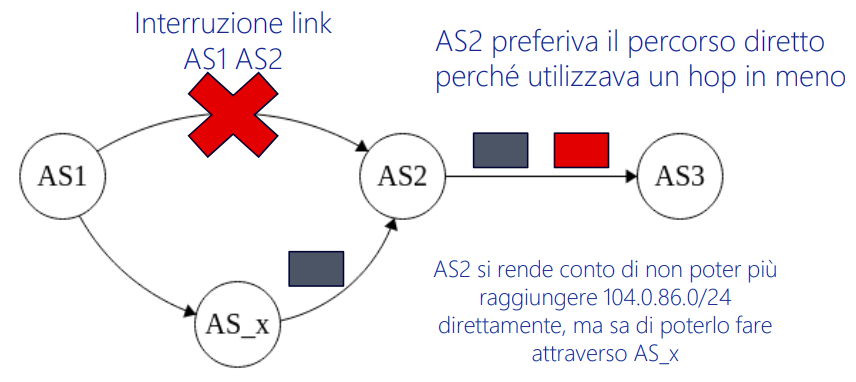 Interruzione link
AS1 AS2
AS2 preferiva il percorso diretto
perché utilizzava un hop in meno
AS1
AS2
AS3
AS_x
AS2 si rende conto di non poter più
raggiungere 104.0.86.0/24
direttamente, ma sa di poterlo fare
attraverso AS_x